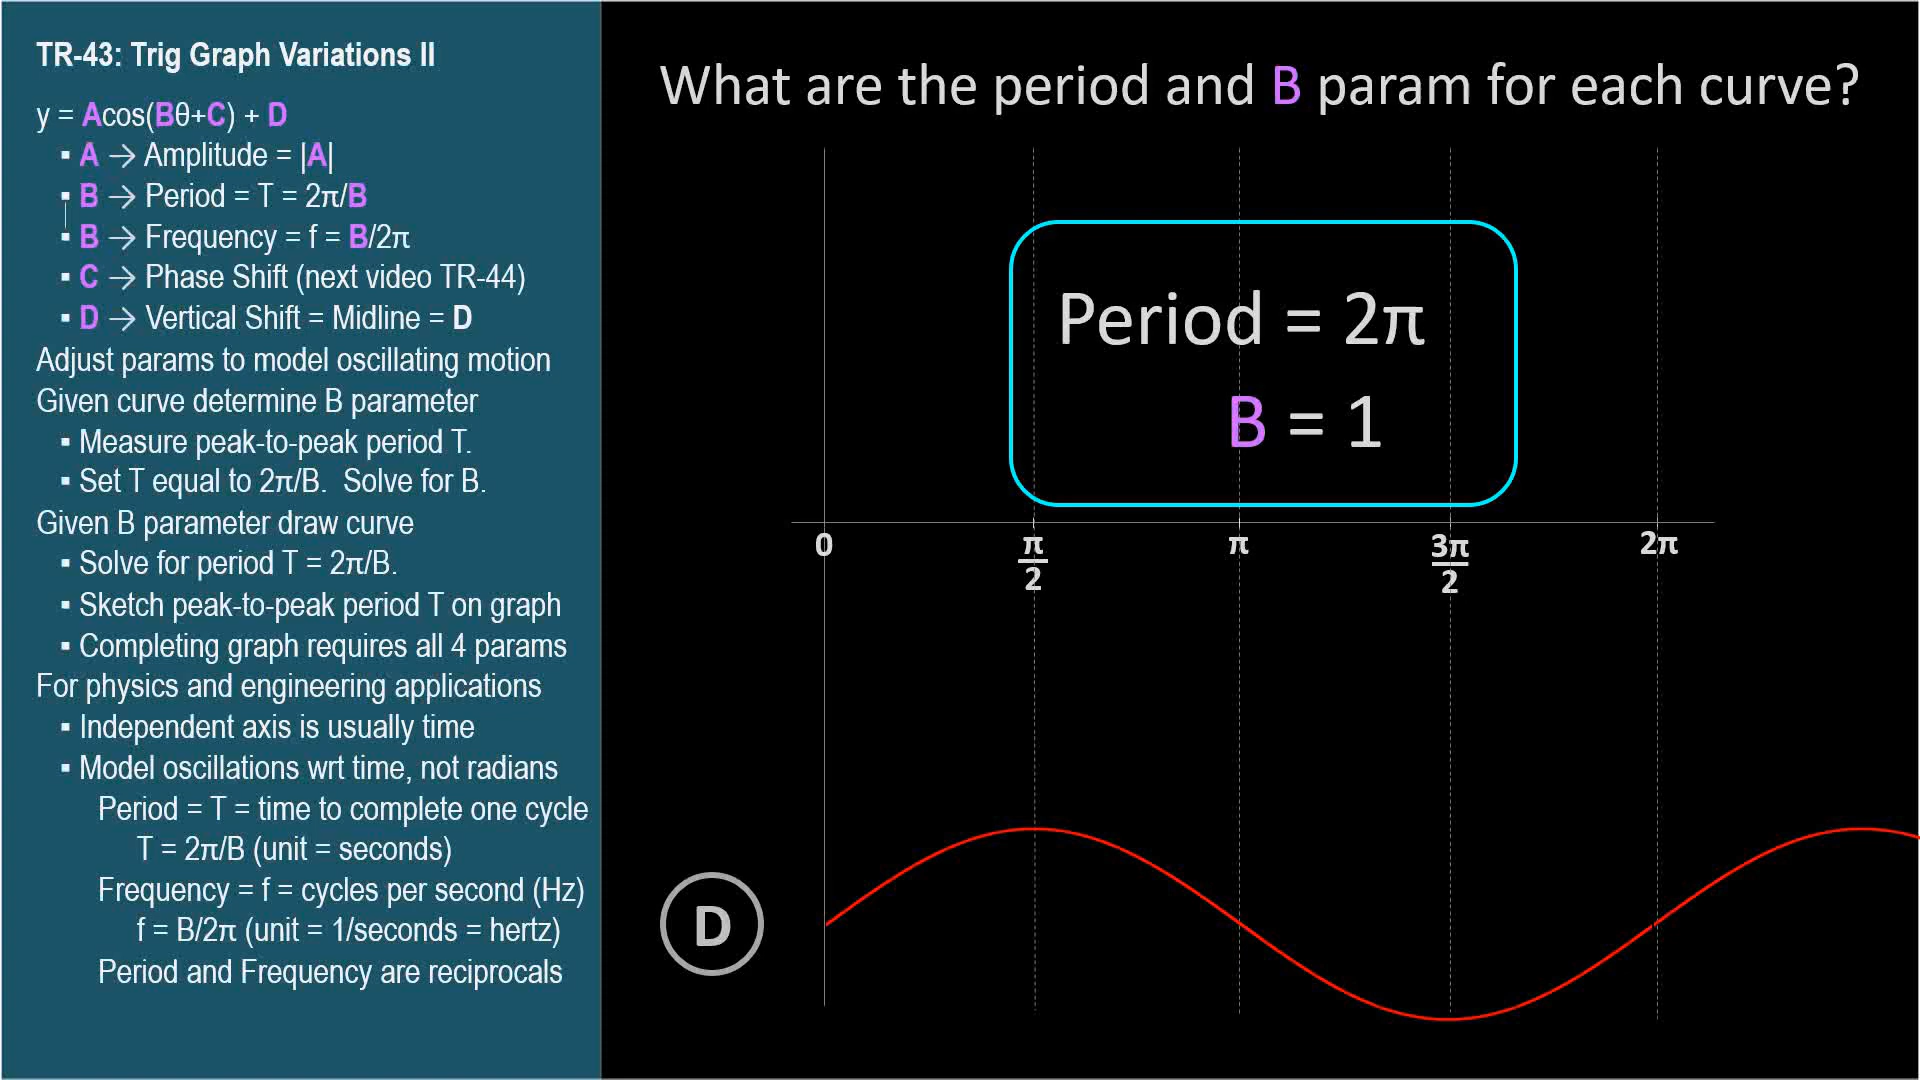 TR-43: Trig Graph Variations II
y = Acos(Bθ+C) + D
▪ A → Amplitude = |A|
▪ B → Period = T = 2π/B
▪ B → Frequency = f = B/2π
▪ C → Phase Shift (next video TR-44)
▪ D → Vertical Shift = Midline = D
Adjust params to model oscillating motion
Given curve determine B parameter
▪ Measure peak-to-peak period T.
▪ Set T equal to 2π/B.  Solve for B.
Given B parameter draw curve
▪ Solve for period T = 2π/B.
▪ Sketch peak-to-peak period T on graph
▪ Completing graph requires all 4 params
For physics and engineering applications
▪ Independent axis is usually time
▪ Model oscillations wrt time, not radians
Period = T = time to complete one cycle
T = 2π/B (unit = seconds)
Frequency = f = cycles per second (Hz)
f = B/2π (unit = 1/seconds = hertz)
Period and Frequency are reciprocals
What are the period and B param for each curve?
Period = 2π
B = 1
0 π/2 π 3π/2 2π
D